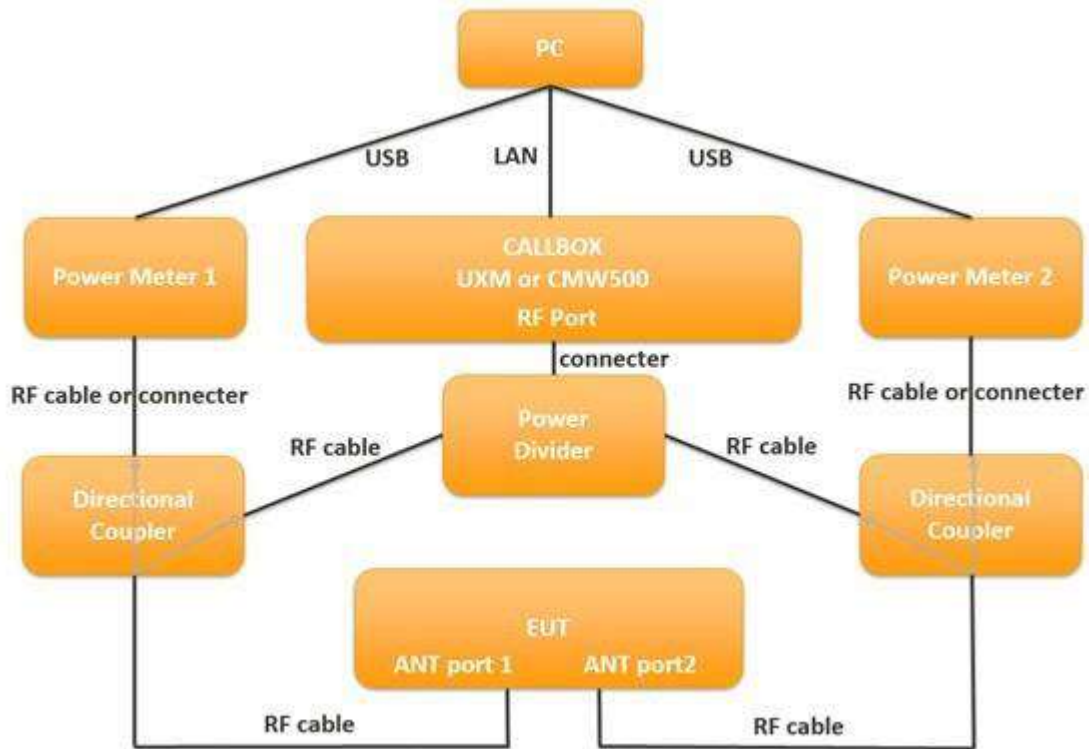 PC
USB
LAN
USB
Power Meter 1
CALLBOX
UXM or CMW500
RF Port
Power Meter 2
connecter
RF cable or connecter
RF cable or connecter
Power
Divider
RF cable
RF cable
Directional
Coupler
Directional
Coupler
EUT
ANT port 1
ANT port2
RF cable
RF cable